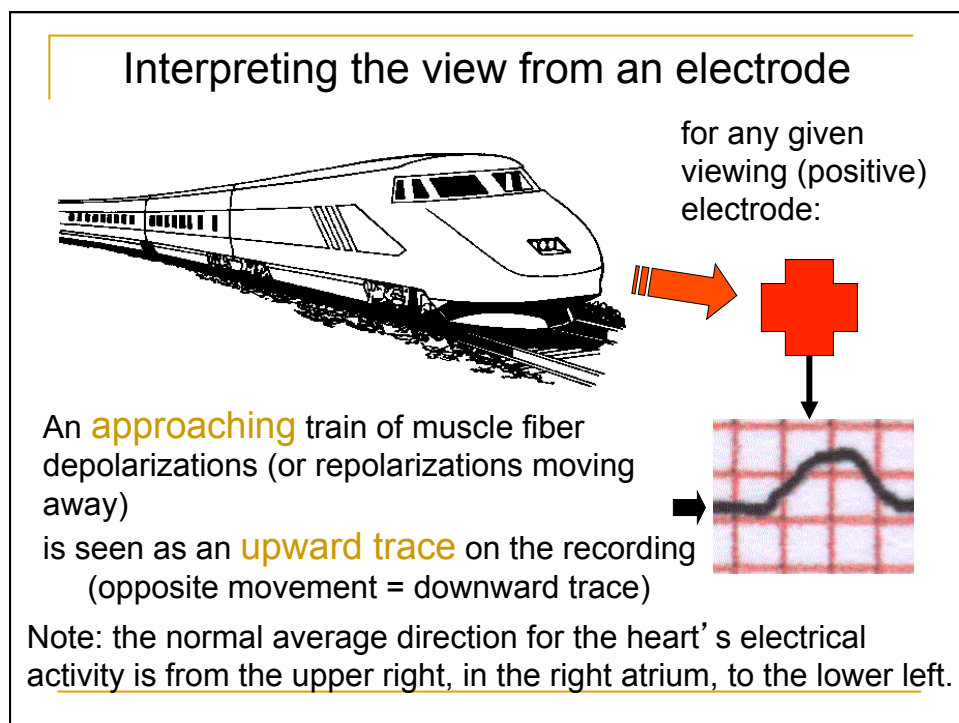 Interpreting the view from an electrode
for any given
viewing (positive)
electrode:
An approaching train of muscle fiber
depolarizations (or repolarizations moving
away)
is seen as an upward trace on the recording
(opposite movement = downward trace)
Note: the normal average direction for the heart's electrical
activity is from the upper right, in the right atrium, to the lower left.